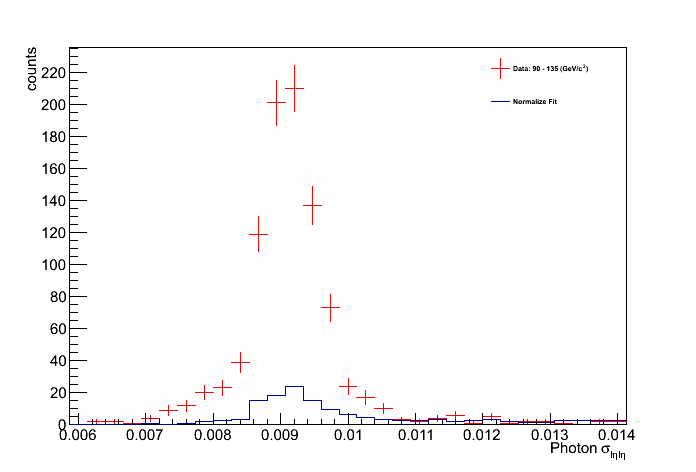 counts
Data: 90 - 135 (GeV/c²)
Normalize Fit
220
200
180
160
140
120
100
80
60
40
20
0
0.006 0.007 0.008 0.009 0.01 0.011 0.012 0.013 0.014
Photon σIηIη